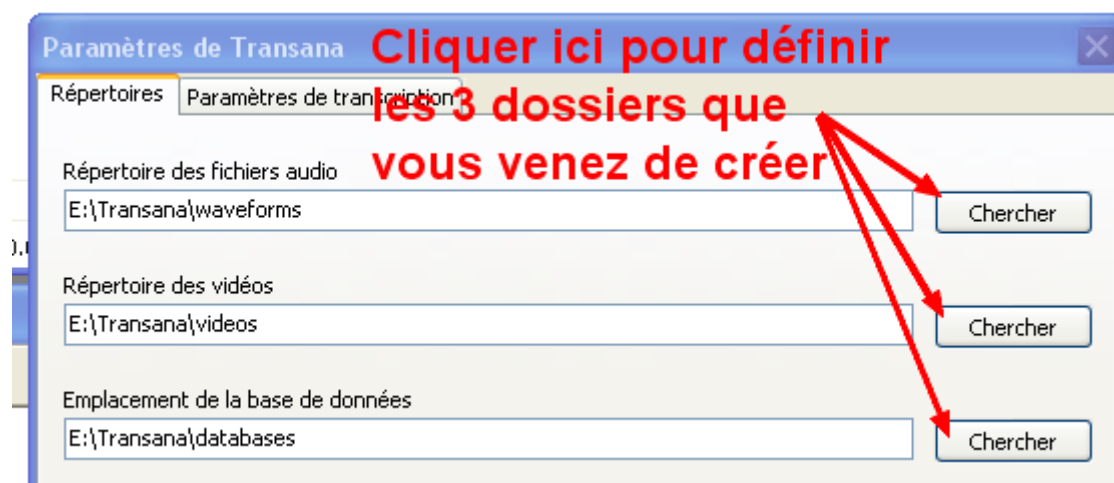 Paramètres de Transana
Cliquer ici pour définir
les 3 dossiers que
vous venez de créer
Répertoires
Paramètres de transcription
Répertoire des fichiers audio
E:\Transana\waveforms
Chercher
Répertoire des vidéos
E:\Transana\videos
Chercher
Emplacement de la base de données
E:\Transana\databases
Chercher